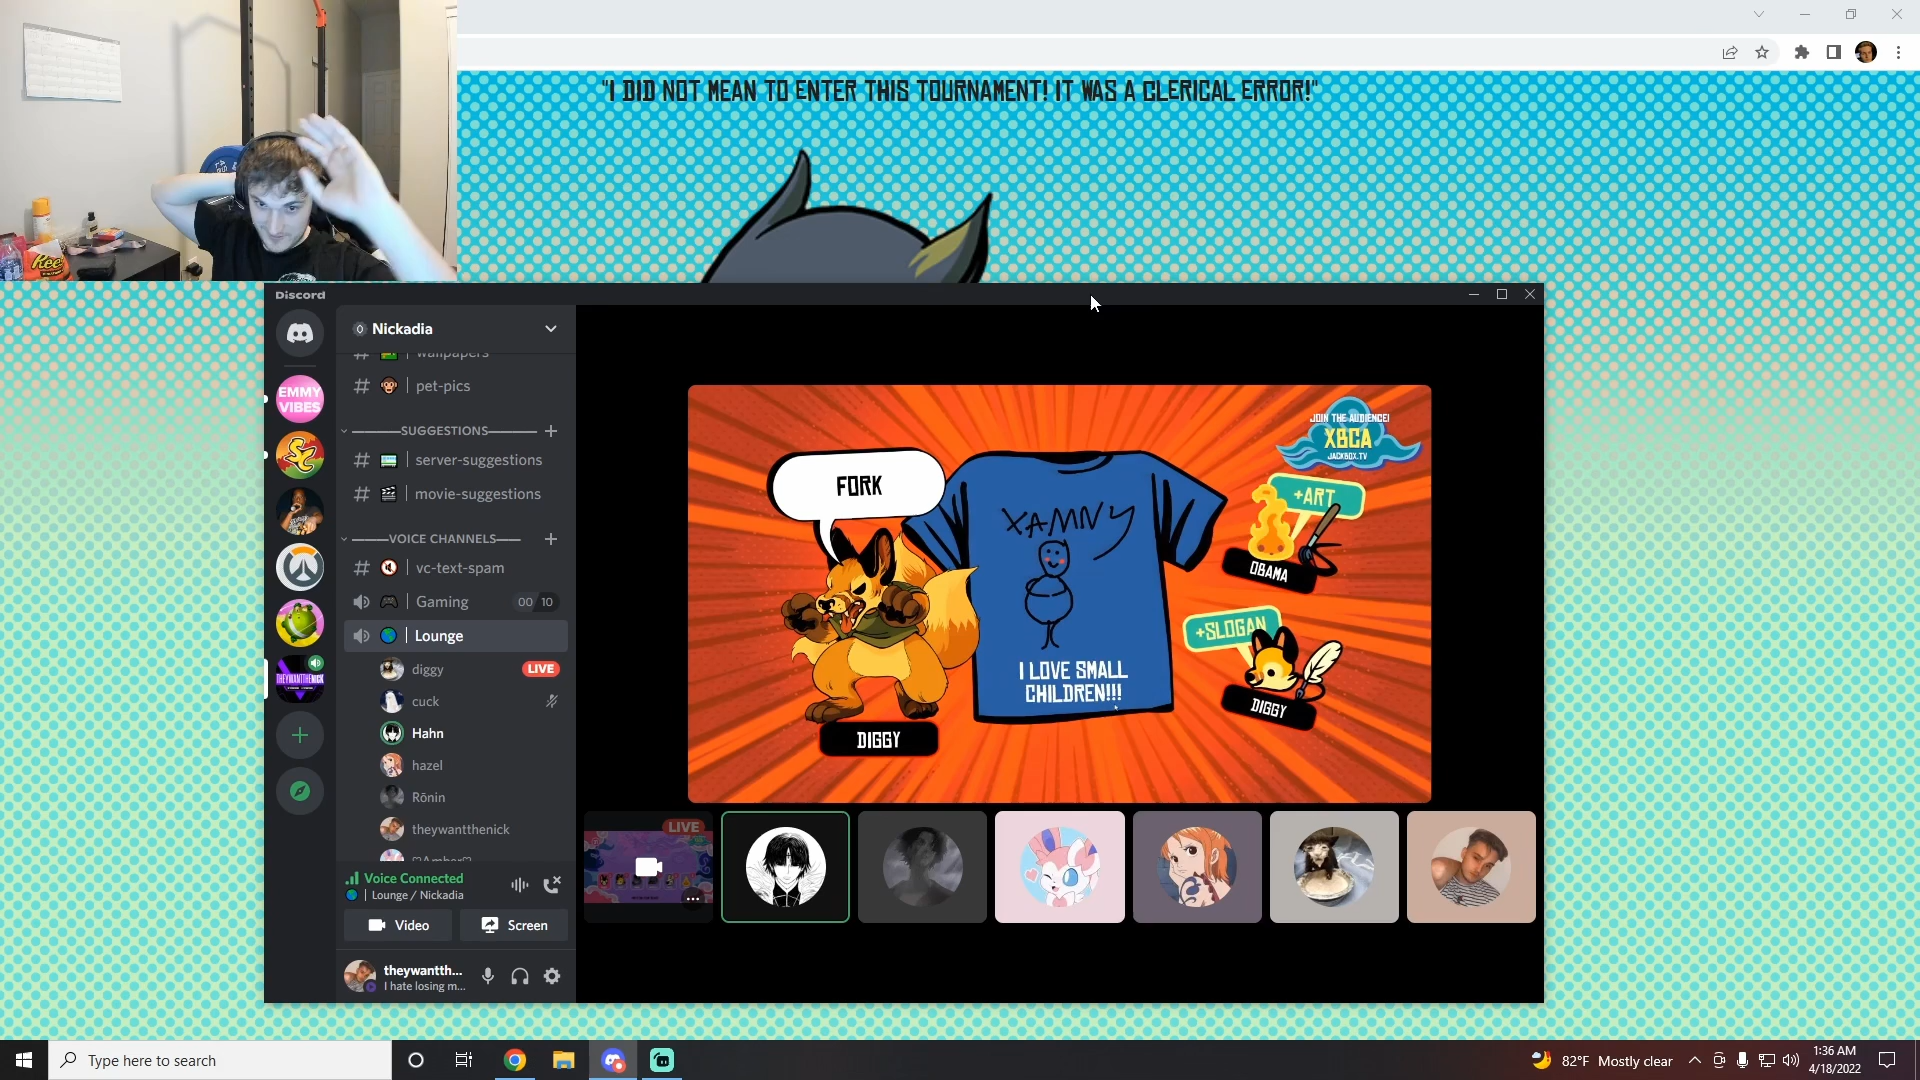 "I DID NOT MEAN TO ENTER THIS TOURNAMENT! IT WAS A CLERICAL ERROR!"
Ree
Discord
Nickadia
wallpapers
pet-pics
SUGGESTIONS
server-suggestions
movie-suggestions
VOICE CHANNELS
vc-text-spam
Gaming 00 10
Lounge
diggy LIVE
cuck
Hahn
hazel
Rōnin
theywantthenick
♡Amber♡
Voice Connected
Lounge / Nickadia
Video Screen
theywantth...
I hate losing m...
EMMY
VIBES
THEYWANTTHENICK
JOIN THE AUDIENCE!
XBCA
JACKBOX.TV
FORK
XAMNY
I LOVE SMALL
CHILDREN!!!
DIGGY
+ART
OBAMA
+SLOGAN
DIGGY
LIVE
Type here to search
82°F Mostly clear
1:36 AM
4/18/2022